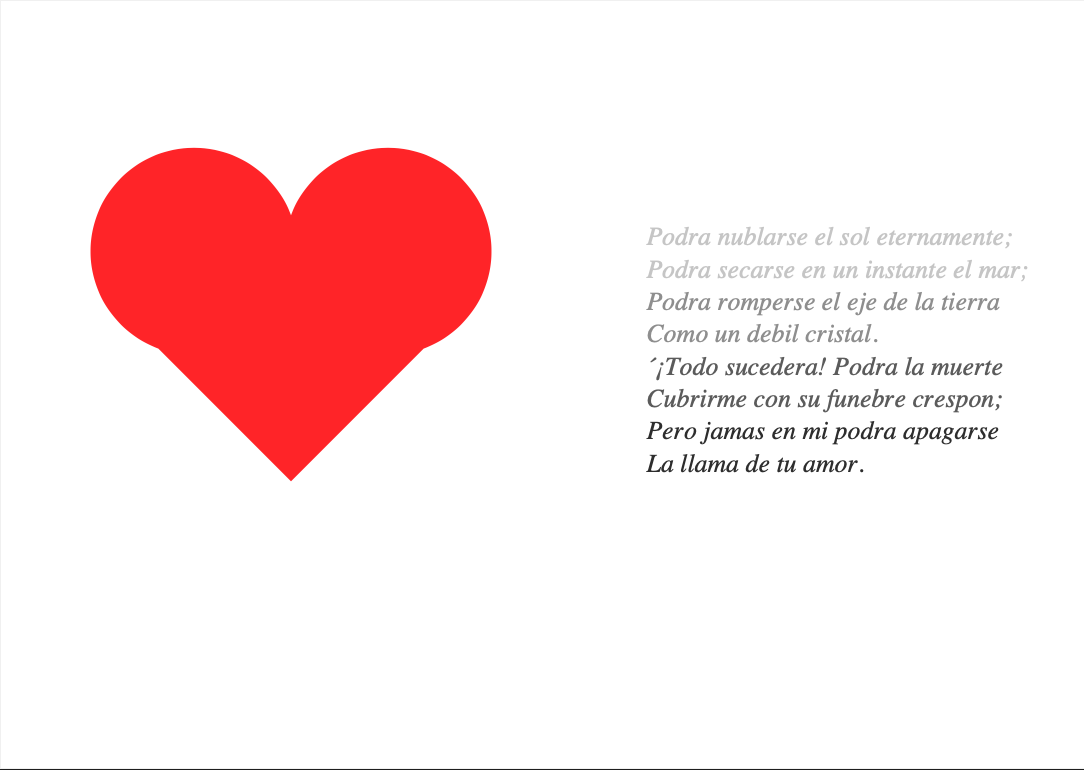 Podra nublarse el sol eternamente;
Podra secarse en un instante el mar;
Podra romperse el eje de la tierra
Como un debil cristal.
´¡Todo sucedera! Podra la muerte
Cubrirme con su funebre crespon;
Pero jamas en mi podra apagarse
La llama de tu amor.